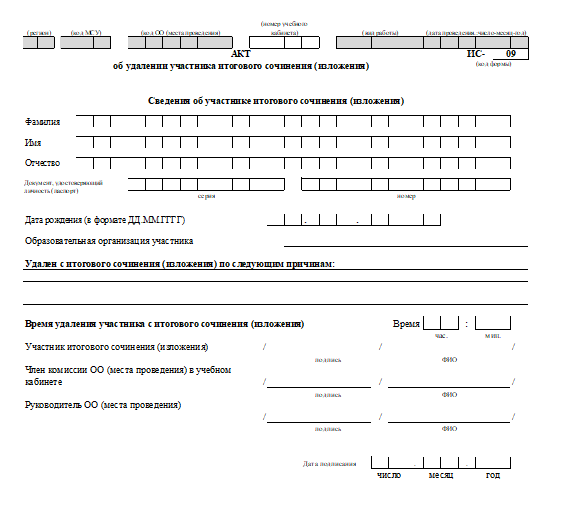 (номер учебного
(регион) (код МСУ) (код ОО (места проведения) кабинета) (вид работы) (дата проведения: число-месяц-год)
АКТ ИС- 09
об удалении участника итогового сочинения (изложения) (код формы)
Сведения об участнике итогового сочинения (изложения)
Фамилия
Имя
Отчество
Документ, удостоверяющий
личность (паспорт)
серия номер
Дата рождения (в формате ДД.ММ.ГГГГ) . .
Образовательная организация участника
Удален с итогового сочинения (изложения) по следующим причинам:
Время удаления участника с итогового сочинения (изложения) Время :
час. мин.
Участник итогового сочинения (изложения) / / /
подпись ФИО
Член комиссии ОО (места проведения) в учебном
кабинете / / /
подпись ФИО
Руководитель ОО (места проведения)
/ / /
подпись ФИО
Дата подписания . .
число месяц год